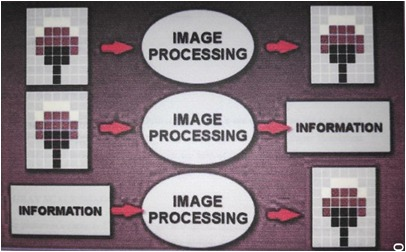 IMAGE
PROCESSING
IMAGE
PROCESSING
INFORMATION
INFORMATION
IMAGE
PROCESSING